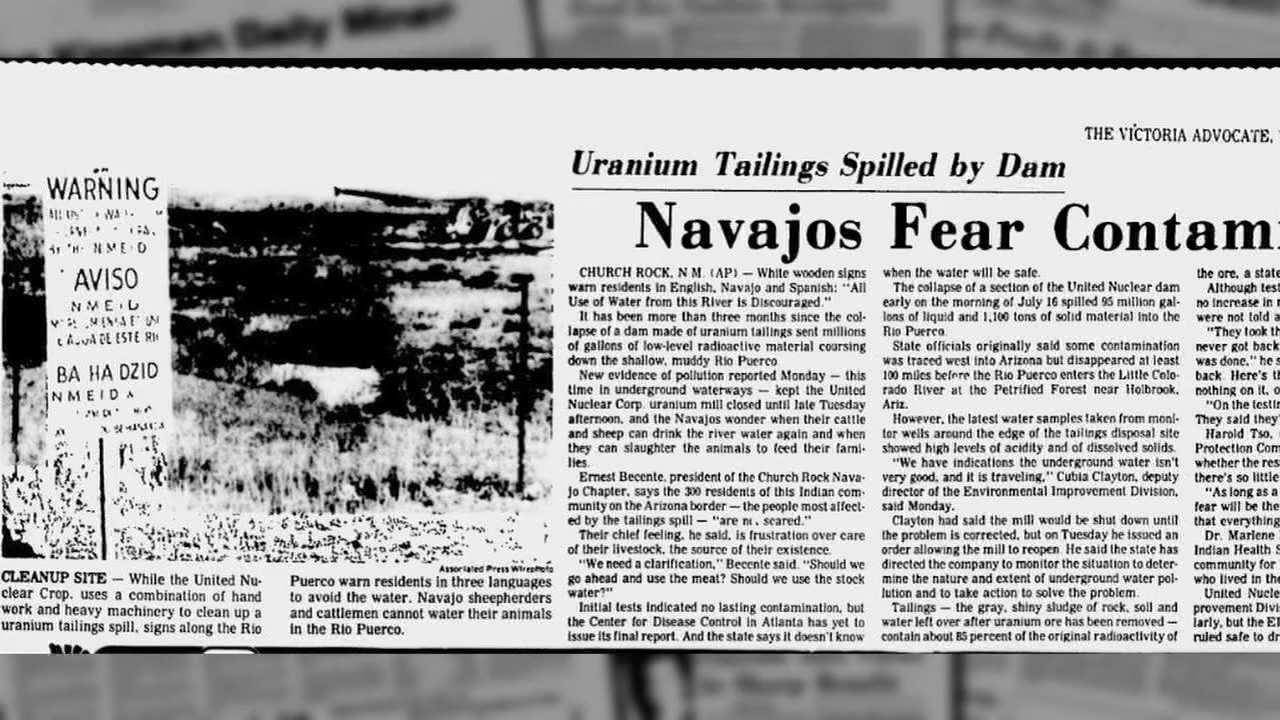 Kingman Daily Miner
THE VICTORIA ADVOCATE,
Uranium Tailings Spilled by Dam
Navajos Fear Contam
WARNING
AVISO
N M E I D
BA HA DZID
N M E I D
Associated Press Wirephoto
CLEANUP SITE — While the United Nu-
clear Crop. uses a combination of hand
work and heavy machinery to clean up a
uranium tailings spill, signs along the Rio
Puerco warn residents in three languages
to avoid the water. Navajo sheepherders
and cattlemen cannot water their animals
in the Rio Puerco.
CHURCH ROCK, N.M. (AP) — White wooden signs
warn residents in English, Navajo and Spanish: "All
Use of Water from this River is Discouraged."
It has been more than three months since the col-
lapse of a dam made of uranium tailings sent millions
of gallons of low-level radioactive material coursing
down the shallow, muddy Rio Puerco
New evidence of pollution reported Monday — this
time in underground waterways — kept the United
Nuclear Corp. uranium mill closed until late Tuesday
afternoon, and the Navajos wonder when their cattle
and sheep can drink the river water again and when
they can slaughter the animals to feed their fami-
lies.
Ernest Becente, president of the Church Rock Nava-
jo Chapter, says the 300 residents of this Indian com-
munity on the Arizona border — the people most affect-
ed by the tailings spill — "are scared."
Their chief feeling, he said, is frustration over care
of their livestock, the source of their existence.
"We need a clarification," Becente said. "Should we
go ahead and use the meat? Should we use the stock
water?"
Initial tests indicated no lasting contamination, but
the Center for Disease Control in Atlanta has yet to
issue its final report. And the state says it doesn't know
when the water will be safe.
The collapse of a section of the United Nuclear dam
early on the morning of July 16 spilled 95 million gal-
lons of liquid and 1,100 tons of solid material into the
Rio Puerco.
State officials originally said some contamination
was traced west into Arizona but disappeared at least
100 miles before the Rio Puerco enters the Little Colo-
rado River at the Petrified Forest near Holbrook,
Ariz.
However, the latest water samples taken from moni-
tor wells around the edge of the tailings disposal site
showed high levels of acidity and of dissolved solids.
"We have indications the underground water isn't
very good, and it is traveling," Cubia Clayton, deputy
director of the Environmental Improvement Division,
said Monday.
Clayton had said the mill would be shut down until
the problem is corrected, but on Tuesday he issued an
order allowing the mill to reopen. He said the state has
directed the company to monitor the situation to deter-
mine the nature and extent of underground water pol-
lution and to take action to solve the problem.
Tailings — the gray, shiny sludge of rock, soil and
water left over after uranium ore has been removed —
contain about 85 percent of the original radioactivity of
the ore, a state
Although test
no increase in r
were not told a
"They took th
never got back
was done," he s
back. Here's th
nothing on it, o
"On the testin
They said they'
Harold Tso,
Protection Com
whether the res
there's so little
"As long as a
fear will be the
that everything
Dr. Marlene
Indian Health S
community for
who lived in the
United Nucle
provement Divi
larly, but the EI
ruled safe to dr